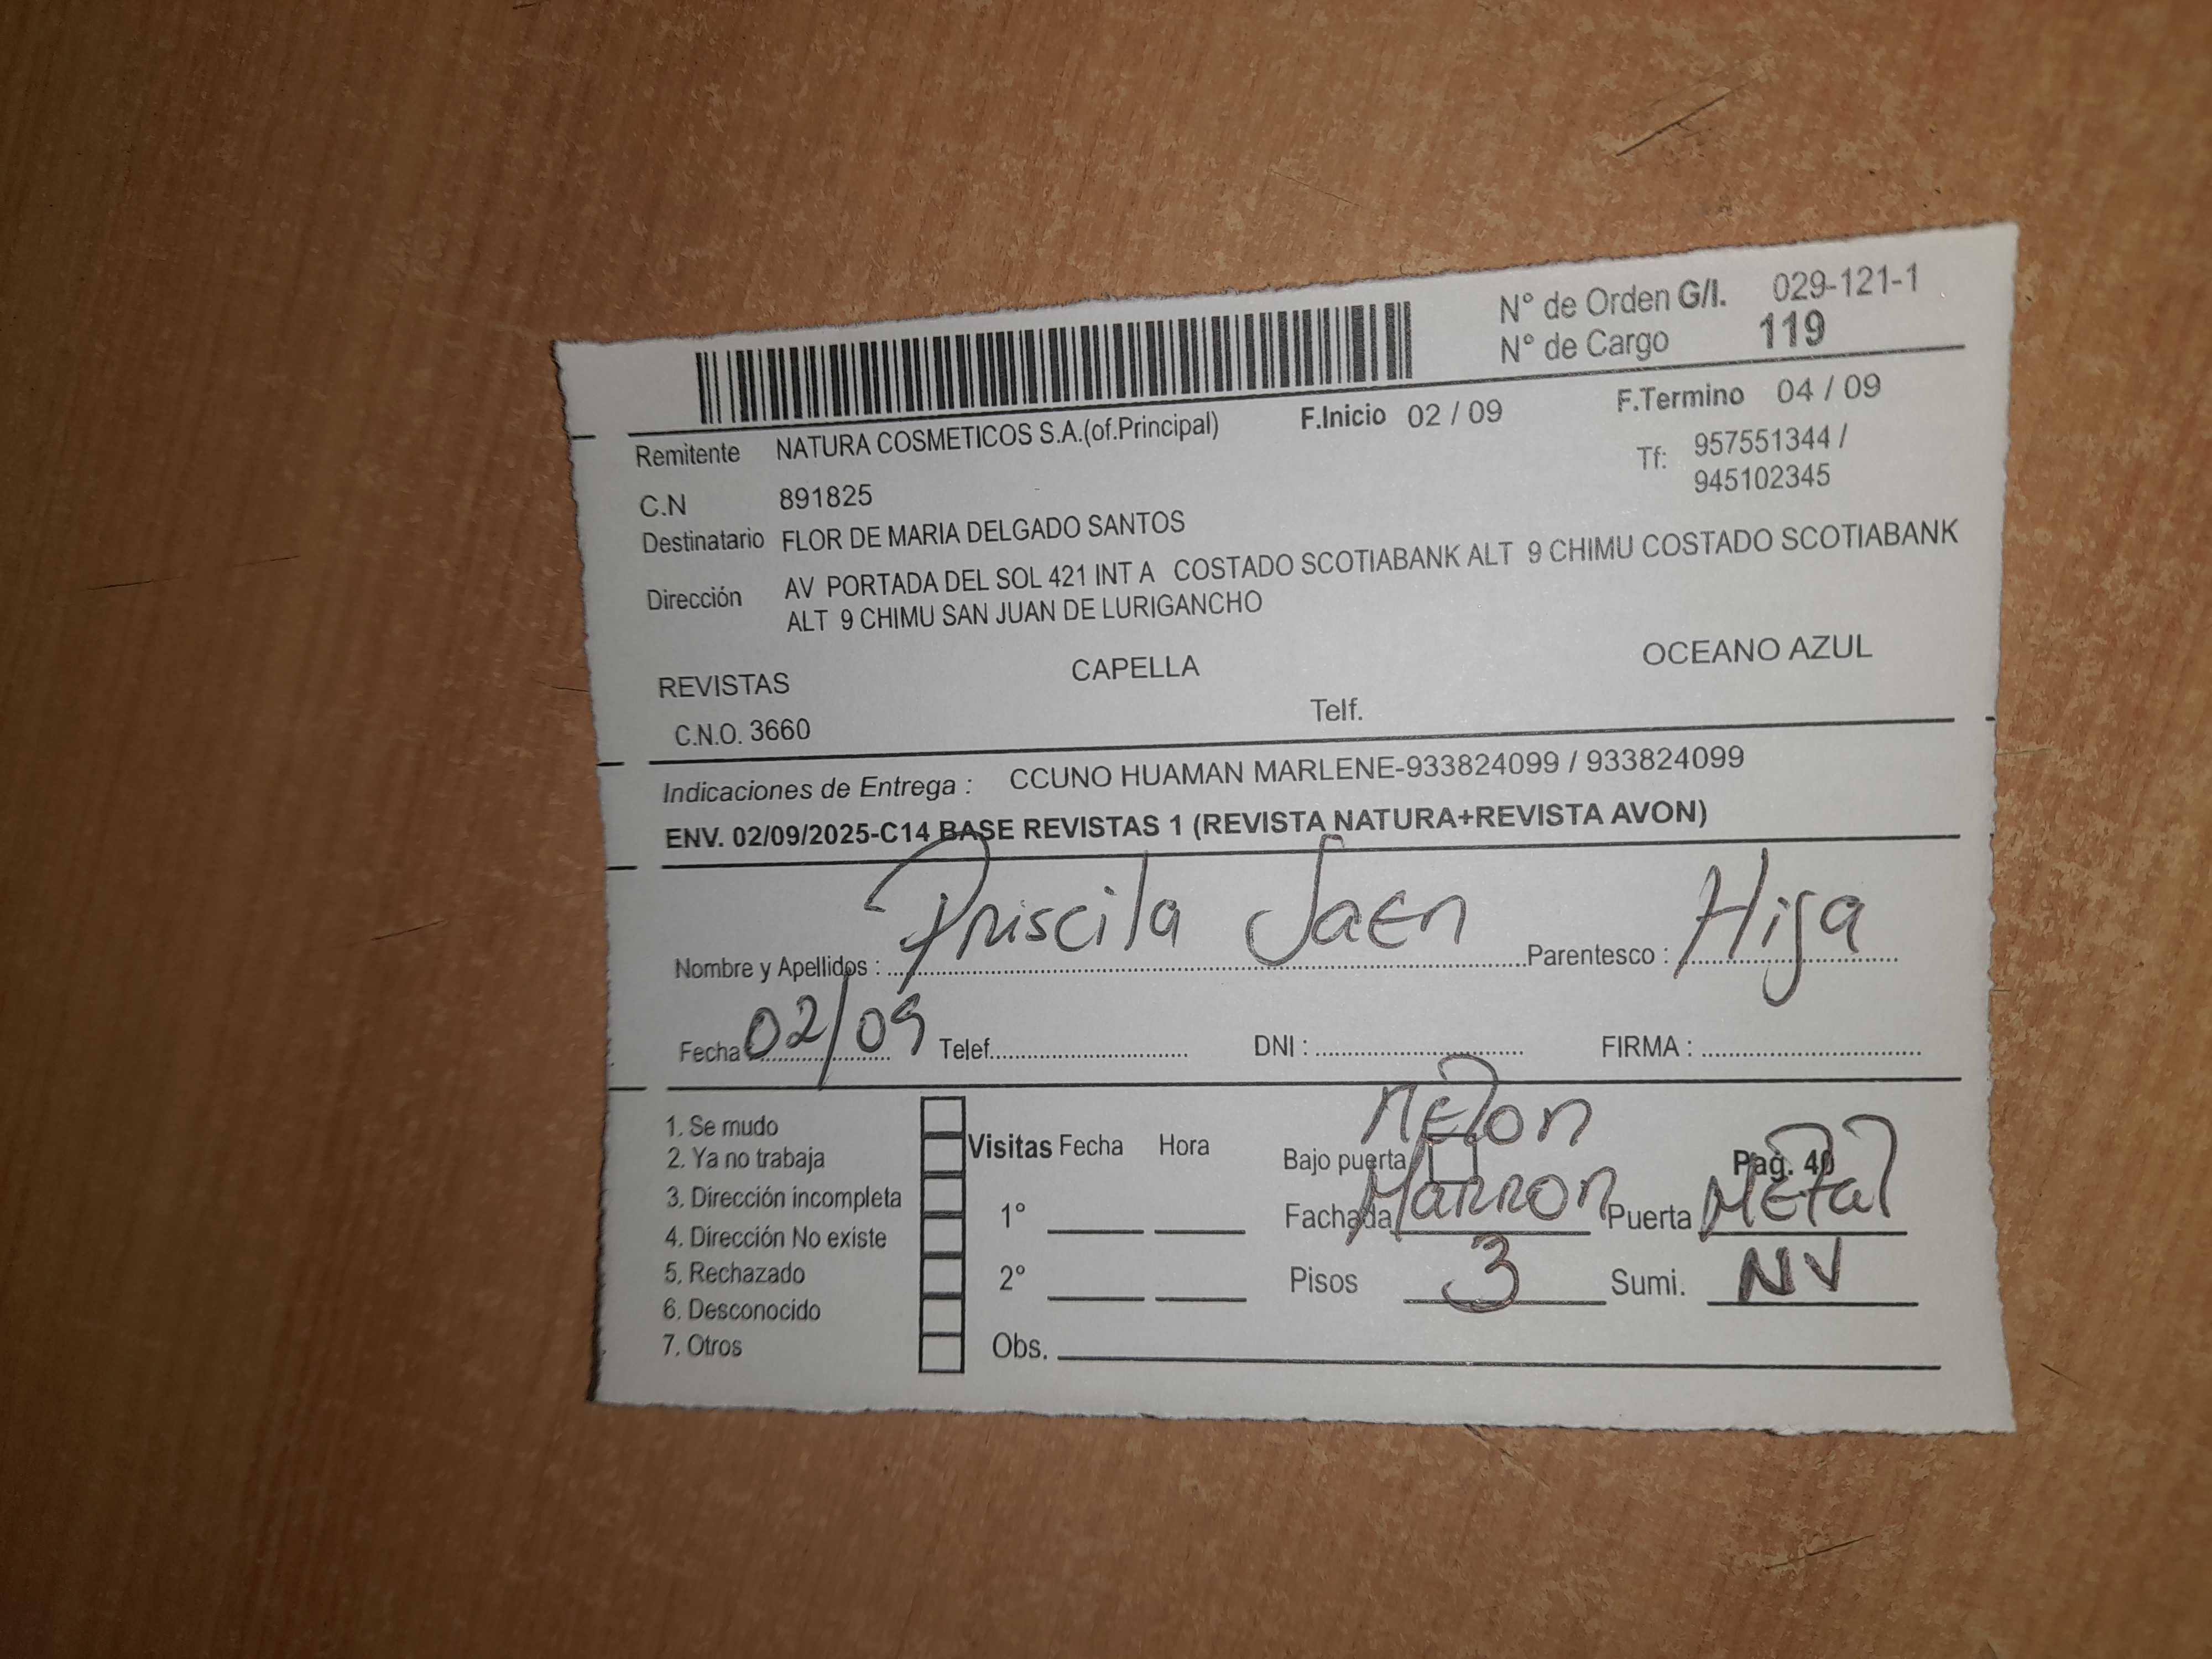 N° de Orden G/I. 029-121-1
N° de Cargo 119
Remitente NATURA COSMETICOS S.A.(of.Principal) F.Inicio 02 / 09 F.Termino 04 / 09
C.N 891825 Tf: 957551344 /
945102345
Destinatario FLOR DE MARIA DELGADO SANTOS
Dirección AV PORTADA DEL SOL 421 INT A COSTADO SCOTIABANK ALT 9 CHIMU COSTADO SCOTIABANK
ALT 9 CHIMU SAN JUAN DE LURIGANCHO
REVISTAS CAPELLA OCEANO AZUL
C.N.O. 3660 Telf.
Indicaciones de Entrega : CCUNO HUAMAN MARLENE-933824099 / 933824099
ENV. 02/09/2025-C14 BASE REVISTAS 1 (REVISTA NATURA+REVISTA AVON)
Nombre y Apellidos : Priscila Jaen Parentesco : Hija
Fecha 02/09 Telef. DNI : FIRMA :
1. Se mudo
2. Ya no trabaja
3. Dirección incompleta
4. Dirección No existe
5. Rechazado
6. Desconocido
7. Otros
Visitas Fecha Hora
1°
2°
Obs.
Bajo puerta Pag. 40
Fachada Marron Puerta Metal
Pisos 3 Sumi. NV